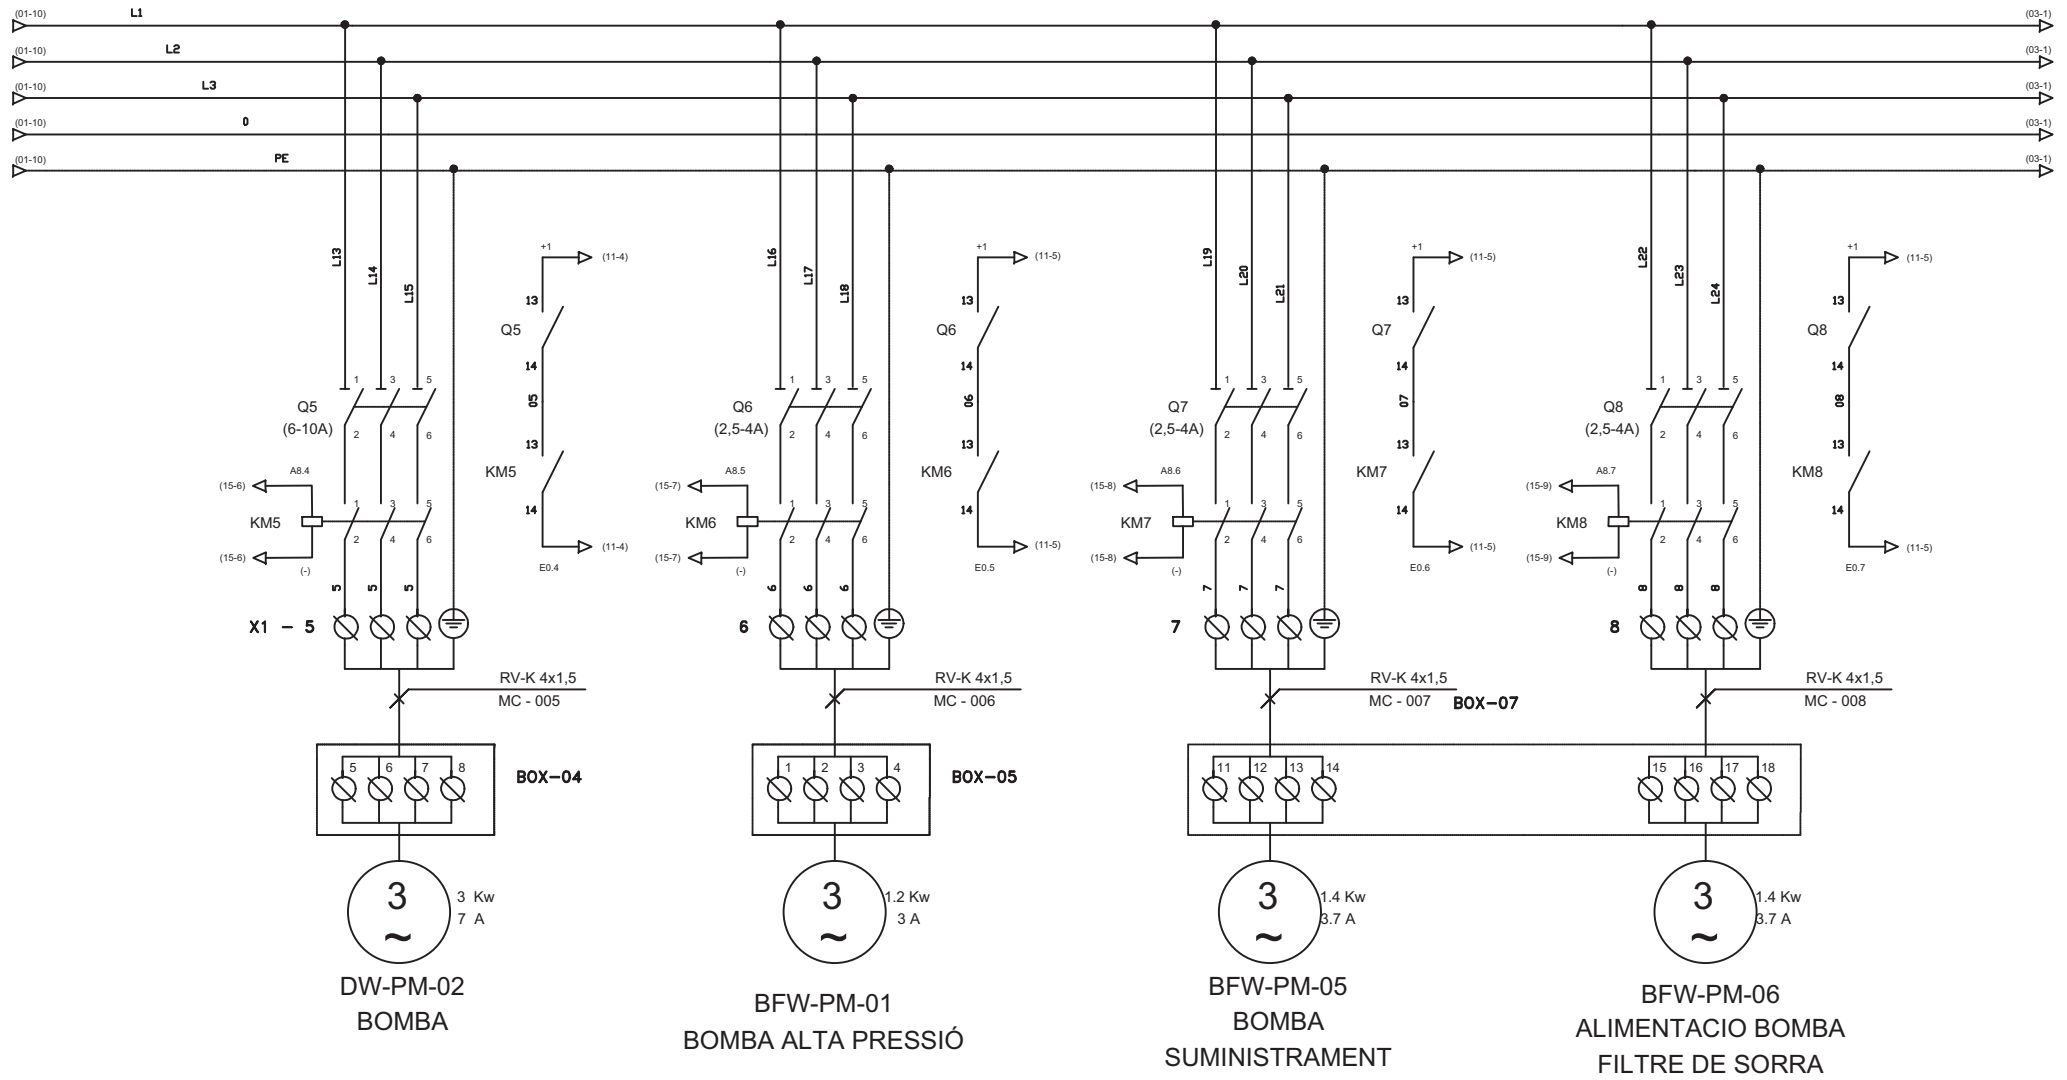 (01-10) L1 (03-1)
(01-10) L2 (03-1)
(01-10) L3 (03-1)
(01-10) 0 (03-1)
(01-10) PE (03-1)
L13 L14 L15 L16 L17 L18 L19 L20 L21 L22 L23 L24
+1 (11-4) +1 (11-5) +1 (11-5) +1 (11-5)
13 13 13 13
Q5 Q6 Q7 Q8
14 14 14 14
1 3 5 1 3 5 1 3 5 1 3 5
05 06 07 08
Q5 Q6 Q7 Q8
(6-10A) (2,5-4A) (2,5-4A) (2,5-4A)
2 4 6 2 4 6 2 4 6 2 4 6
13 13 13 13
KM5 KM6 KM7 KM8
A8.4 A8.5 A8.6 A8.7
(15-6) (15-7) (15-8) (15-9)
1 3 5 1 3 5 1 3 5 1 3 5
14 14 14 14
KM5 KM6 KM7 KM8
2 4 6 2 4 6 2 4 6 2 4 6
(11-4) (11-5) (11-5) (11-5)
(15-6) (15-7) (15-8) (15-9)
(-) E0.4 (-) E0.5 (-) E0.6 (-) E0.7
5 5 5 6 6 6 7 7 7 8 8 8
X1 - 5 6 7 8
RV-K 4x1,5 RV-K 4x1,5 RV-K 4x1,5 RV-K 4x1,5
MC - 005 MC - 006 MC - 007 BOX-07 MC - 008
5 6 7 8 BOX-04 1 2 3 4 BOX-05 11 12 13 14 15 16 17 18
3 3 3 3
~ ~ ~ ~
3 Kw 1.2 Kw 1.4 Kw 1.4 Kw
7 A 3 A 3.7 A 3.7 A
DW-PM-02
BOMBA
BFW-PM-01
BOMBA ALTA PRESSIÓ
BFW-PM-05
BOMBA
SUMINISTRAMENT
BFW-PM-06
ALIMENTACIO BOMBA
FILTRE DE SORRA